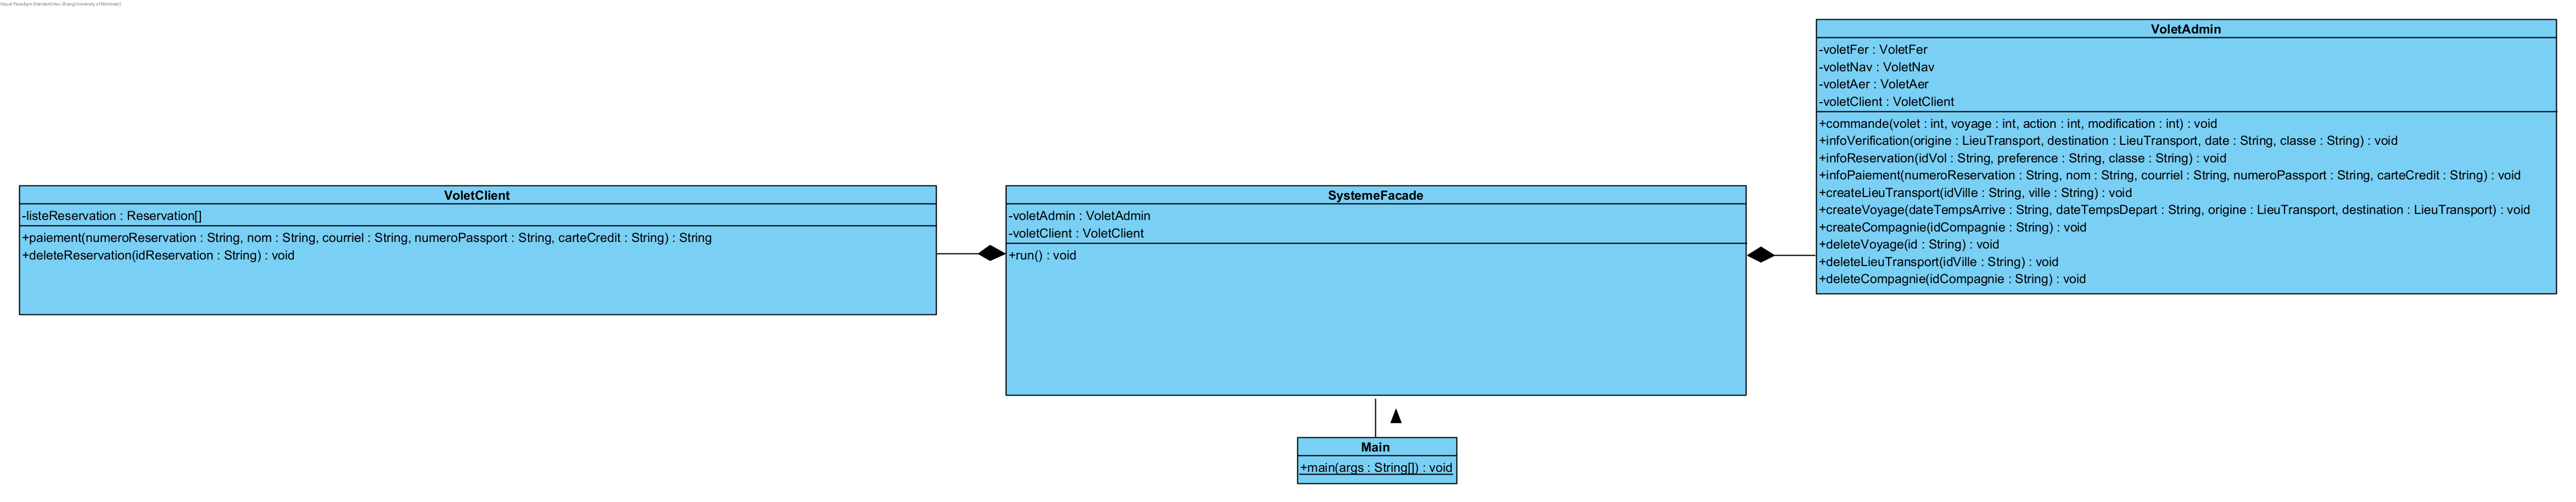 Visual Paradigm Standard(Han Zhang(University of Montreal))
VoletAdmin
-voletFer : VoletFer
-voletNav : VoletNav
-voletAer : VoletAer
-voletClient : VoletClient
+commande(volet : int, voyage : int, action : int, modification : int) : void
+infoVerification(origine : LieuTransport, destination : LieuTransport, date : String, classe : String) : void
+infoReservation(idVol : String, preference : String, classe : String) : void
+infoPaiement(numeroReservation : String, nom : String, courriel : String, numeroPassport : String, carteCredit : String) : void
+createLieuTransport(idVille : String, ville : String) : void
+createVoyage(dateTempsArrive : String, dateTempsDepart : String, origine : LieuTransport, destination : LieuTransport) : void
+createCompagnie(idCompagnie : String) : void
+deleteVoyage(id : String) : void
+deleteLieuTransport(idVille : String) : void
+deleteCompagnie(idCompagnie : String) : void
VoletClient
-listeReservation : Reservation[]
+paiement(numeroReservation : String, nom : String, courriel : String, numeroPassport : String, carteCredit : String) : String
+deleteReservation(idReservation : String) : void
SystemeFacade
-voletAdmin : VoletAdmin
-voletClient : VoletClient
+run() : void
Main
+main(args : String[]) : void